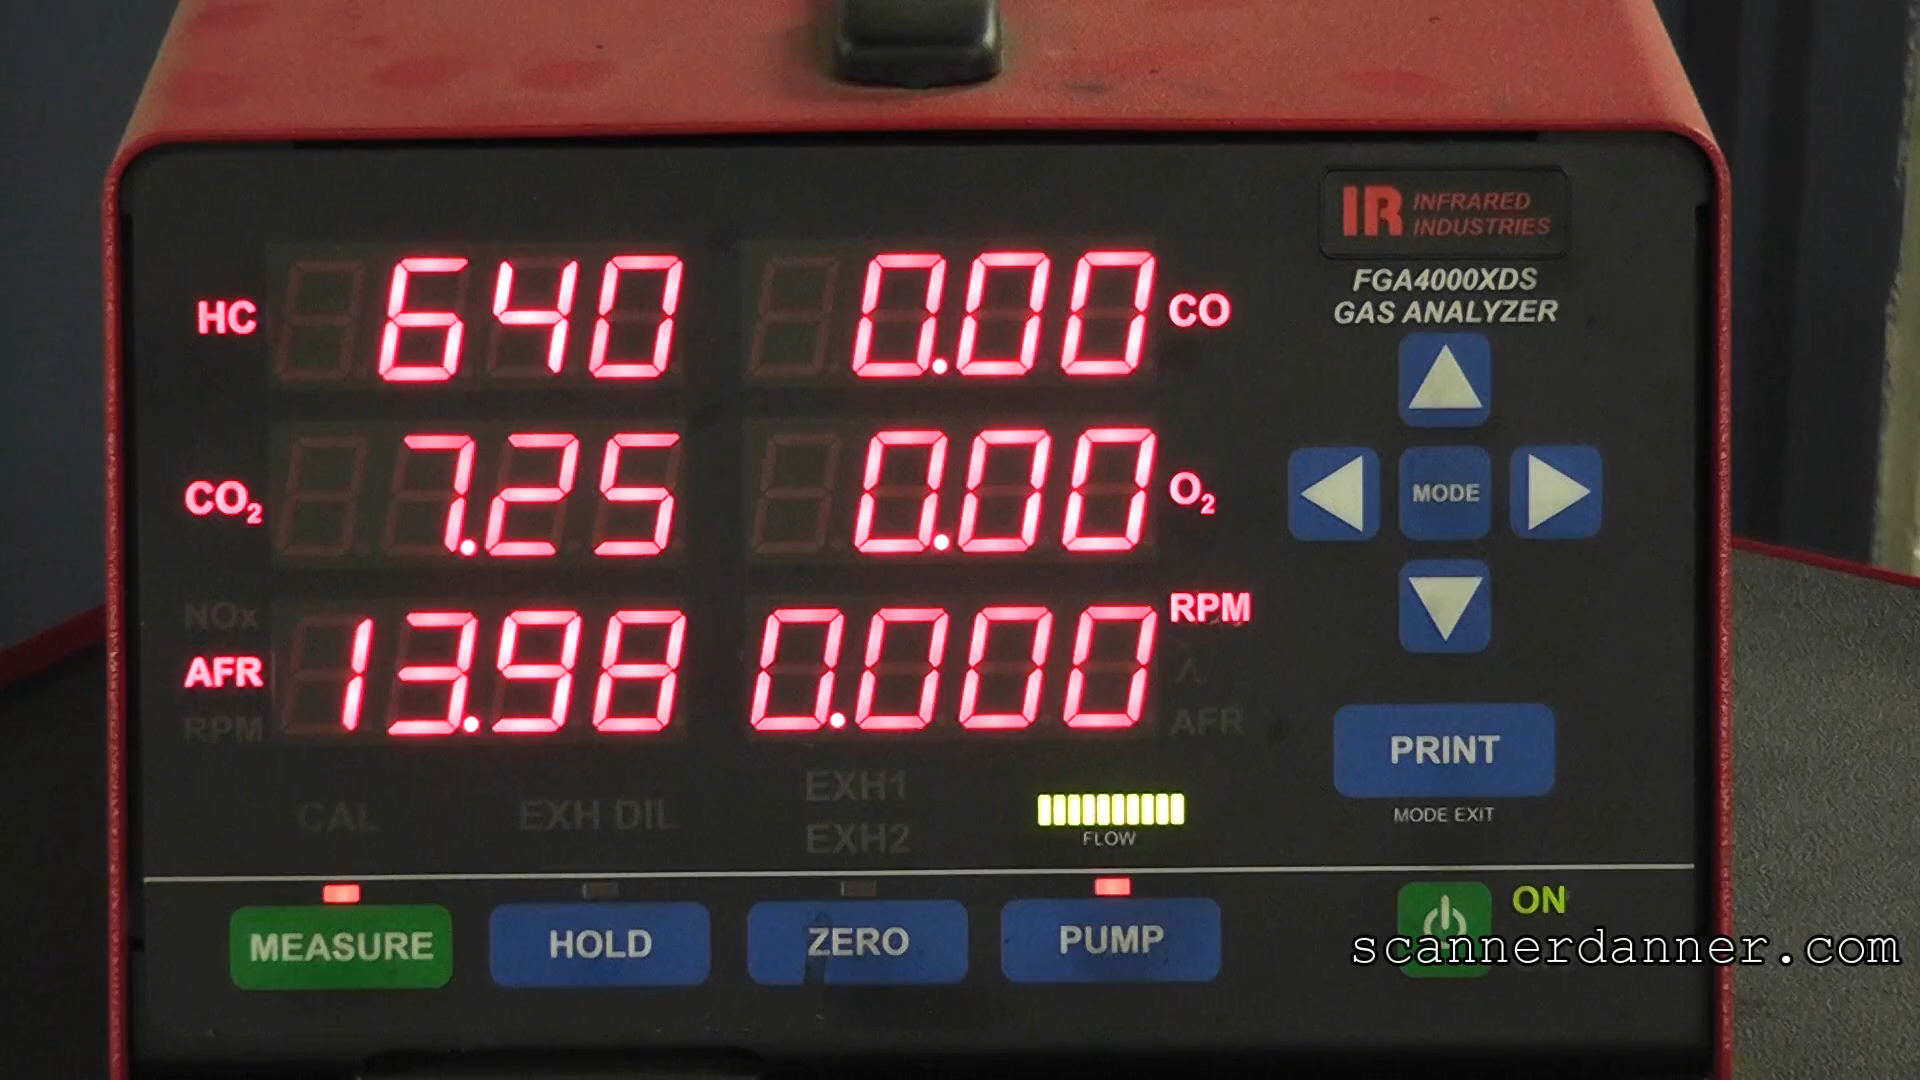 IR INFRARED
INDUSTRIES
FGA4000XDS
GAS ANALYZER
HC 640 0.00 CO
CO2 7.25 0.00 O2
NOx
AFR 13.98 0.000 RPM
RPM
λ
AFR
MODE
PRINT
MODE EXIT
CAL EXH DIL EXH1
EXH2
FLOW
MEASURE HOLD ZERO PUMP
ON
scannerdanner.com